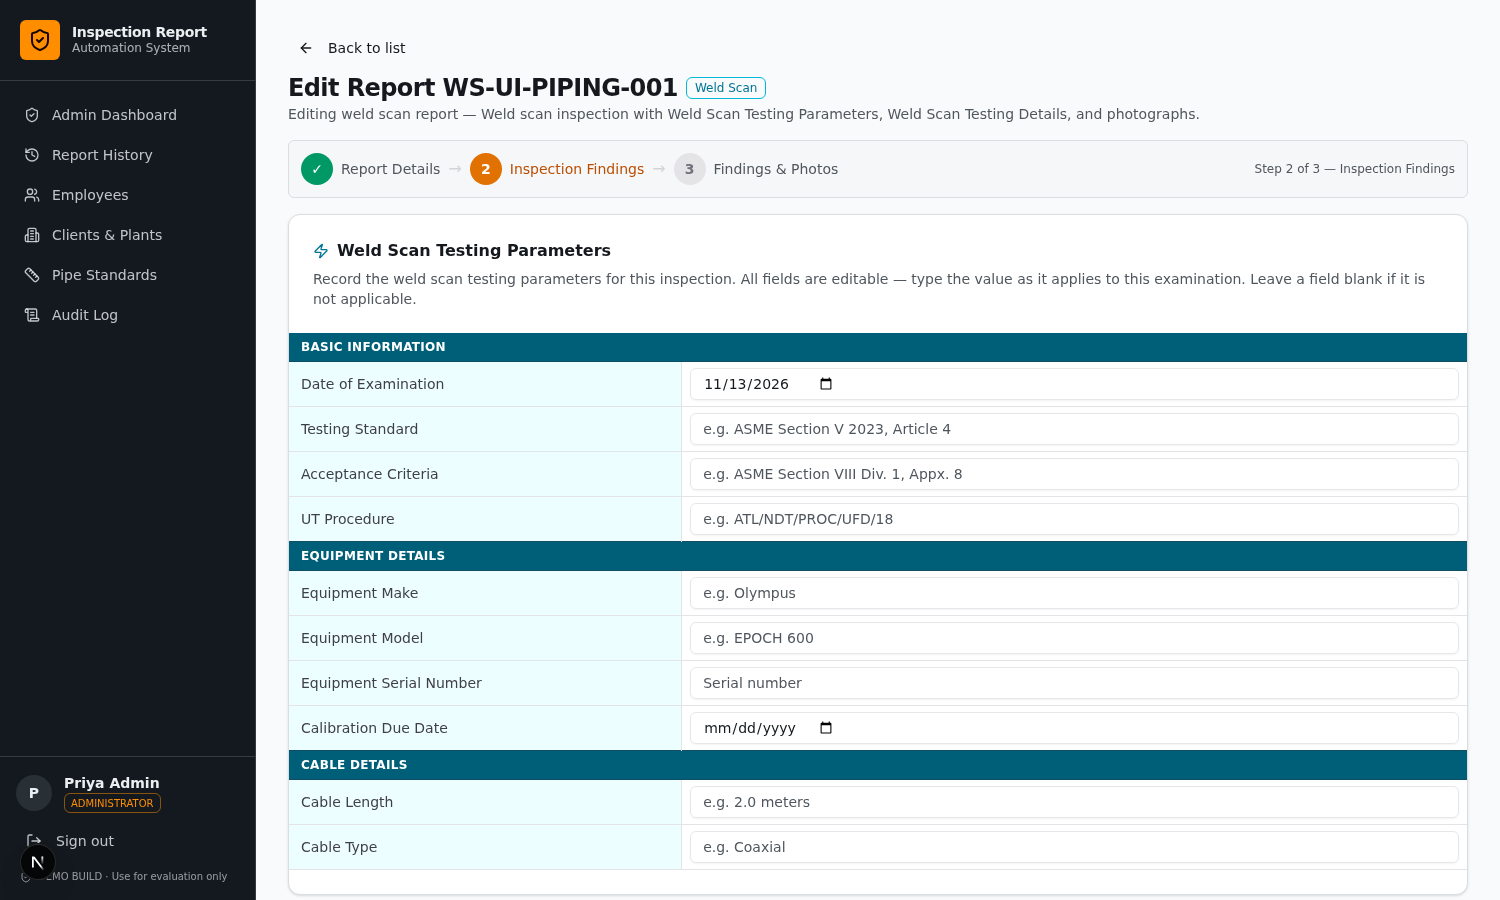 Inspection Report
Automation System
Admin Dashboard
Report History
Employees
Clients & Plants
Pipe Standards
Audit Log
P
Priya Admin
ADMINISTRATOR
Sign out
N
MO BUILD · Use for evaluation only
Back to list
Edit Report WS-UI-PIPING-001 Weld Scan
Editing weld scan report — Weld scan inspection with Weld Scan Testing Parameters, Weld Scan Testing Details, and photographs.
✓ Report Details → 2 Inspection Findings → 3 Findings & Photos Step 2 of 3 — Inspection Findings
Weld Scan Testing Parameters
Record the weld scan testing parameters for this inspection. All fields are editable — type the value as it applies to this examination. Leave a field blank if it is
not applicable.
BASIC INFORMATION
Date of Examination 11/13/2026
Testing Standard e.g. ASME Section V 2023, Article 4
Acceptance Criteria e.g. ASME Section VIII Div. 1, Appx. 8
UT Procedure e.g. ATL/NDT/PROC/UFD/18
EQUIPMENT DETAILS
Equipment Make e.g. Olympus
Equipment Model e.g. EPOCH 600
Equipment Serial Number Serial number
Calibration Due Date mm/dd/yyyy
CABLE DETAILS
Cable Length e.g. 2.0 meters
Cable Type e.g. Coaxial